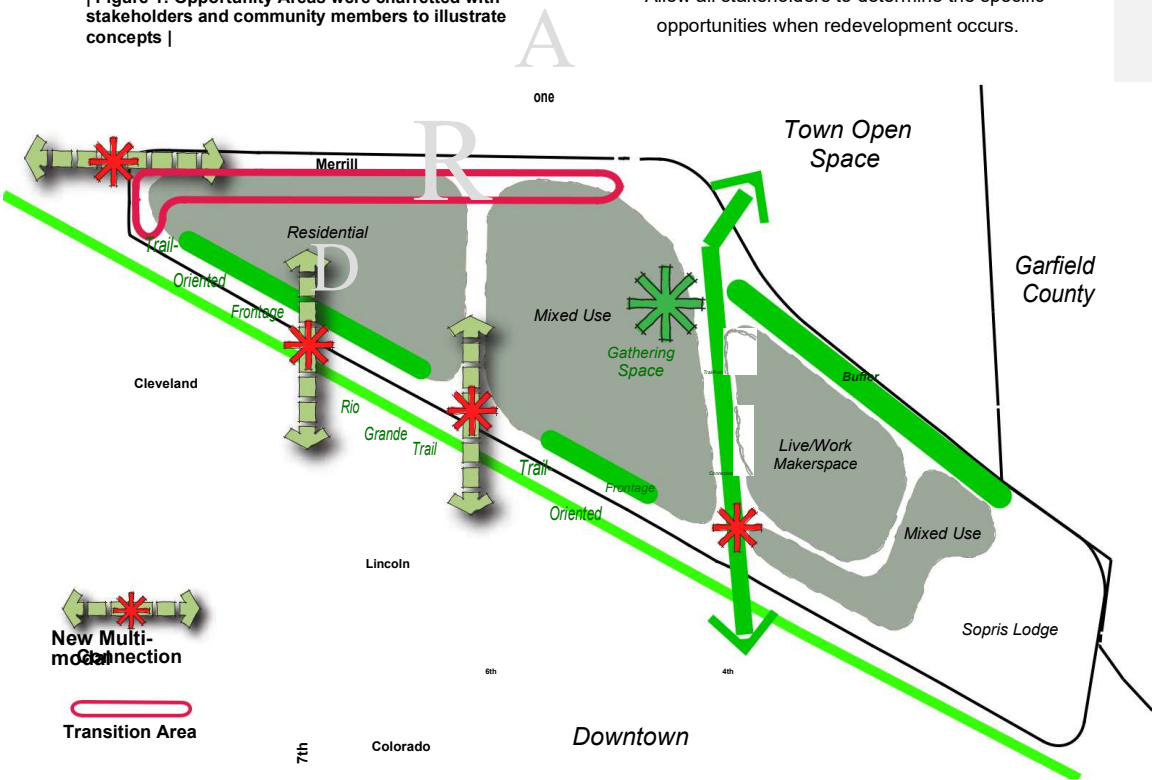 | Figure 1: Opportunity Areas were charretted with
stakeholders and community members to illustrate
concepts |
Allow all stakeholders to determine the specific
opportunities when redevelopment occurs.
A
one
R
D
Town Open
Space
Merrill
Residential
Trail-
Oriented
Frontage
Garfield
County
Mixed Use
Gathering
Space
Buffer
Cleveland
Rio
Grande
Trail
Live/Work
Makerspace
Trail-
Frontage
Oriented
Mixed Use
Lincoln
Sopris Lodge
New Multi-
modal
Connection
6th
4th
Transition Area
7th
Colorado
Downtown